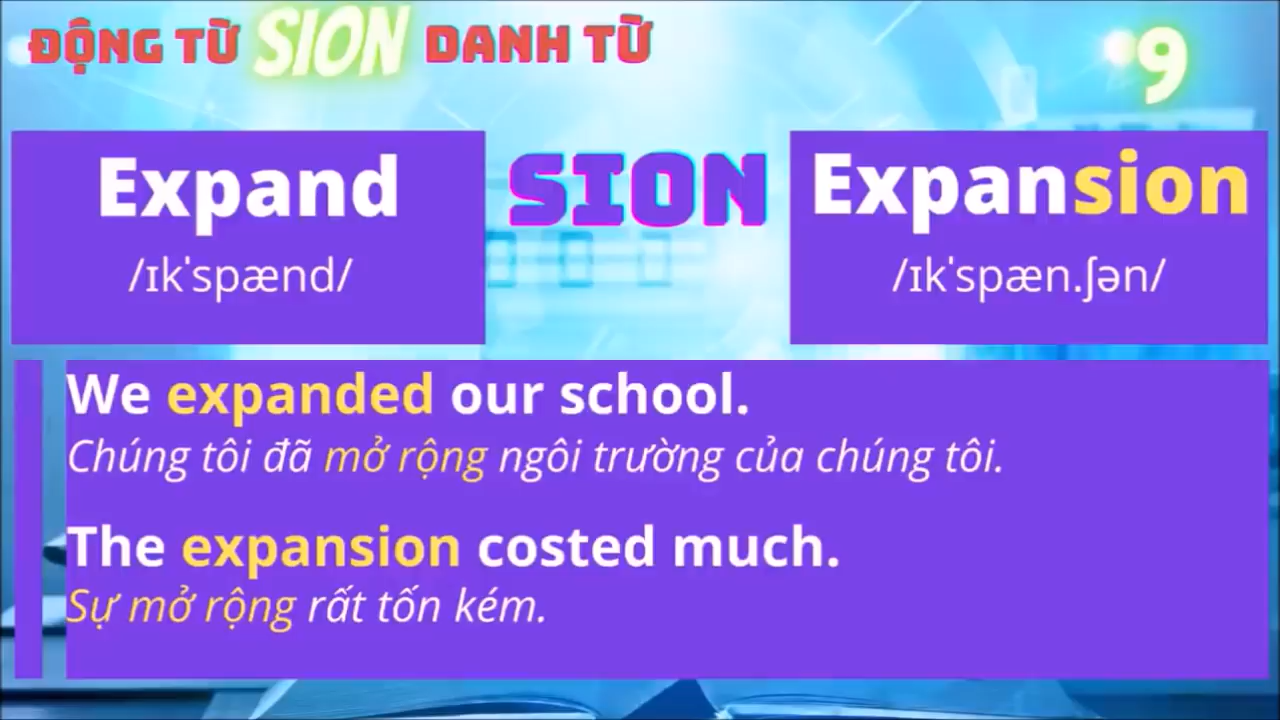 ĐỘNG TỪ SION DANH TỪ
9
Expand
/ɪkˈspænd/
SION
Expansion
/ɪkˈspæn.ʃən/
We expanded our school.
Chúng tôi đã mở rộng ngôi trường của chúng tôi.
The expansion costed much.
Sự mở rộng rất tốn kém.